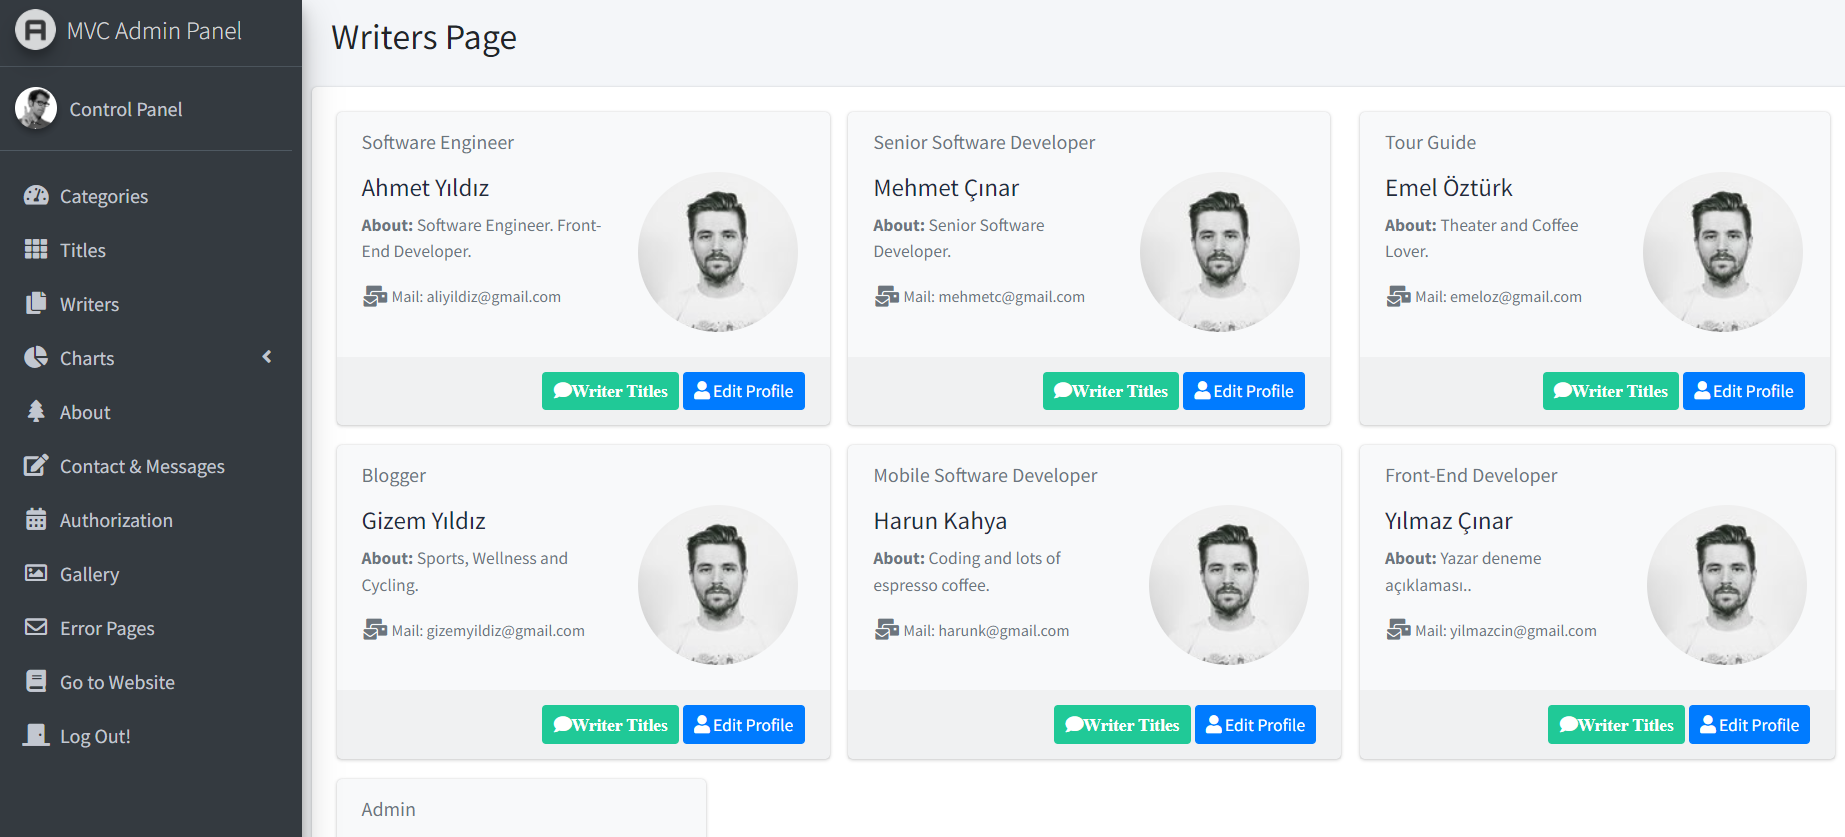 MVC Admin Panel
Control Panel
Categories
Titles
Writers
Charts
About
Contact & Messages
Authorization
Gallery
Error Pages
Go to Website
Log Out!
Writers Page
Software Engineer
Ahmet Yıldız
About: Software Engineer. Front-
End Developer.
Mail: aliyildiz@gmail.com
Writer Titles
Edit Profile
Senior Software Developer
Mehmet Çınar
About: Senior Software
Developer.
Mail: mehmetc@gmail.com
Writer Titles
Edit Profile
Tour Guide
Emel Öztürk
About: Theater and Coffee
Lover.
Mail: emeloz@gmail.com
Writer Titles
Edit Profile
Blogger
Gizem Yıldız
About: Sports, Wellness and
Cycling.
Mail: gizemyildiz@gmail.com
Writer Titles
Edit Profile
Mobile Software Developer
Harun Kahya
About: Coding and lots of
espresso coffee.
Mail: harunk@gmail.com
Writer Titles
Edit Profile
Front-End Developer
Yılmaz Çınar
About: Yazar deneme
açıklaması..
Mail: yilmazcin@gmail.com
Writer Titles
Edit Profile
Admin